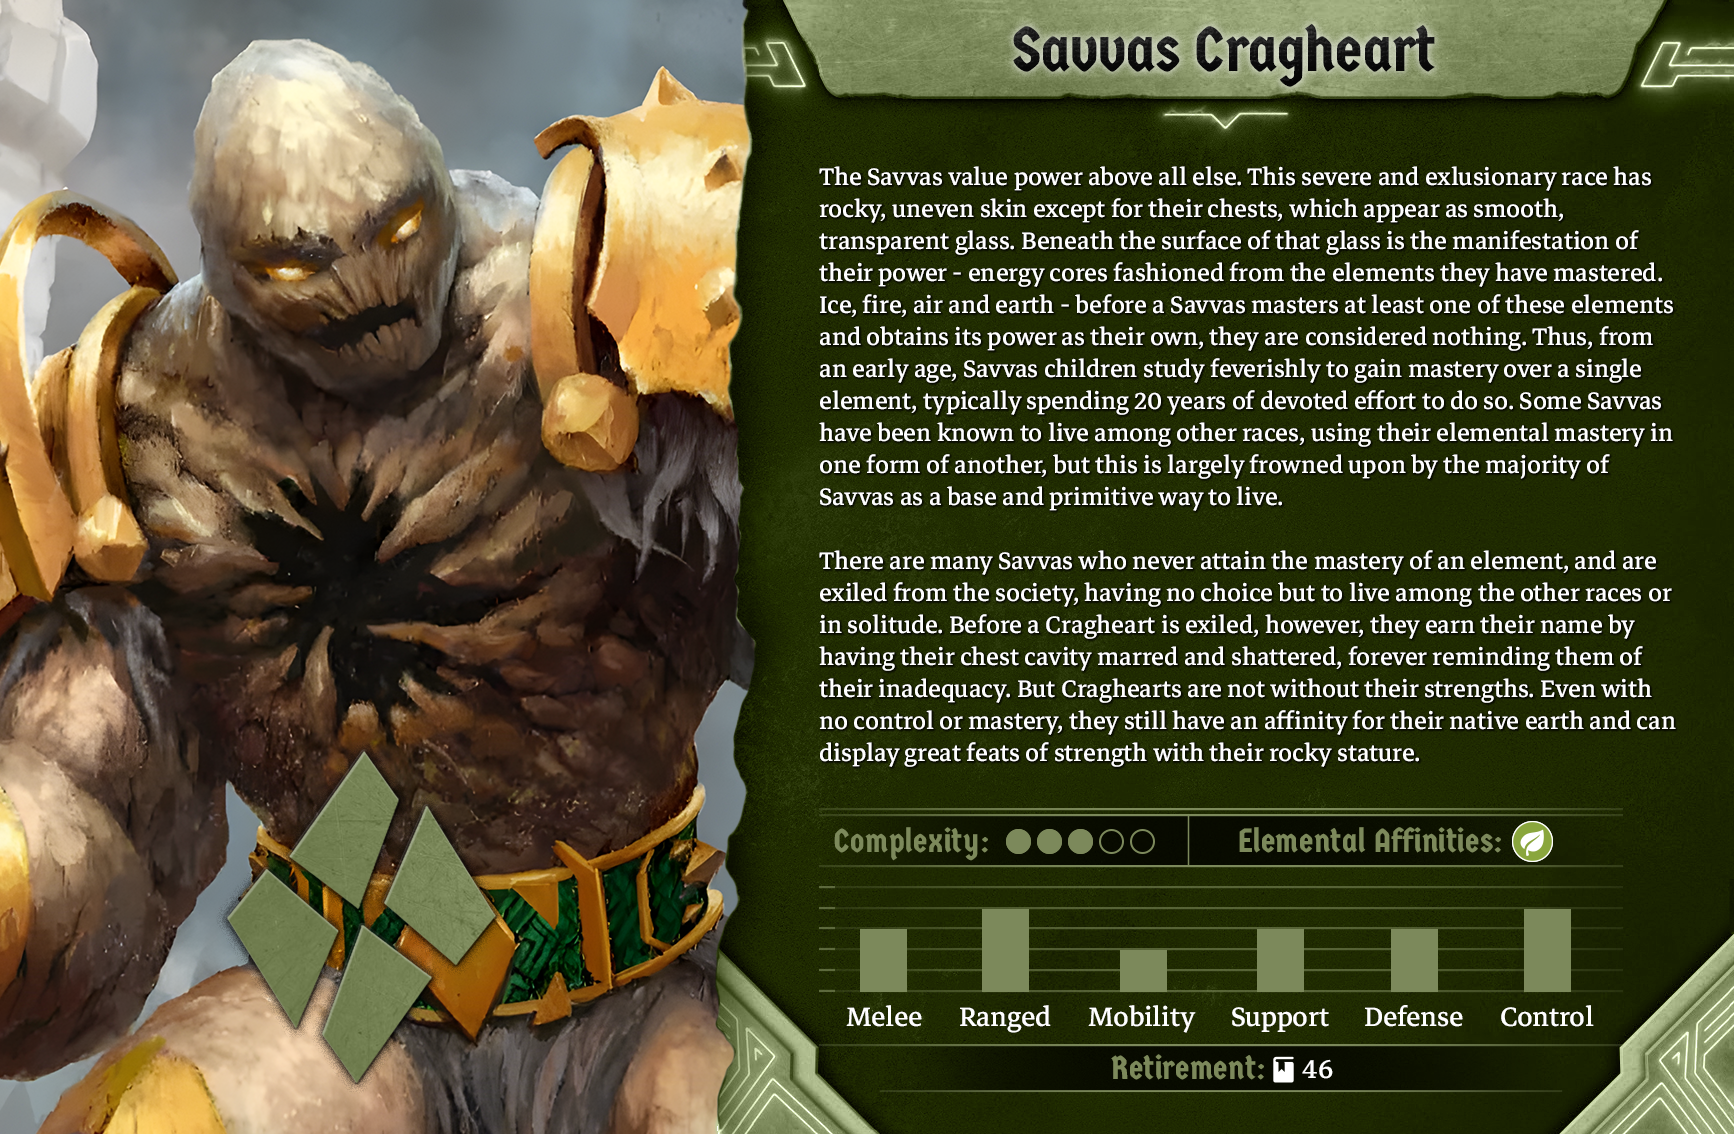 Savvas Cragheart
The Savvas value power above all else. This severe and exlusionary race has
rocky, uneven skin except for their chests, which appear as smooth,
transparent glass. Beneath the surface of that glass is the manifestation of
their power - energy cores fashioned from the elements they have mastered.
Ice, fire, air and earth - before a Savvas masters at least one of these elements
and obtains its power as their own, they are considered nothing. Thus, from
an early age, Savvas children study feverishly to gain mastery over a single
element, typically spending 20 years of devoted effort to do so. Some Savvas
have been known to live among other races, using their elemental mastery in
one form of another, but this is largely frowned upon by the majority of
Savvas as a base and primitive way to live.
There are many Savvas who never attain the mastery of an element, and are
exiled from the society, having no choice but to live among the other races or
in solitude. Before a Cragheart is exiled, however, they earn their name by
having their chest cavity marred and shattered, forever reminding them of
their inadequacy. But Craghearts are not without their strengths. Even with
no control or mastery, they still have an affinity for their native earth and can
display great feats of strength with their rocky stature.
Complexity: Elemental Affinities:
Melee Ranged Mobility Support Defense Control
Retirement: 46